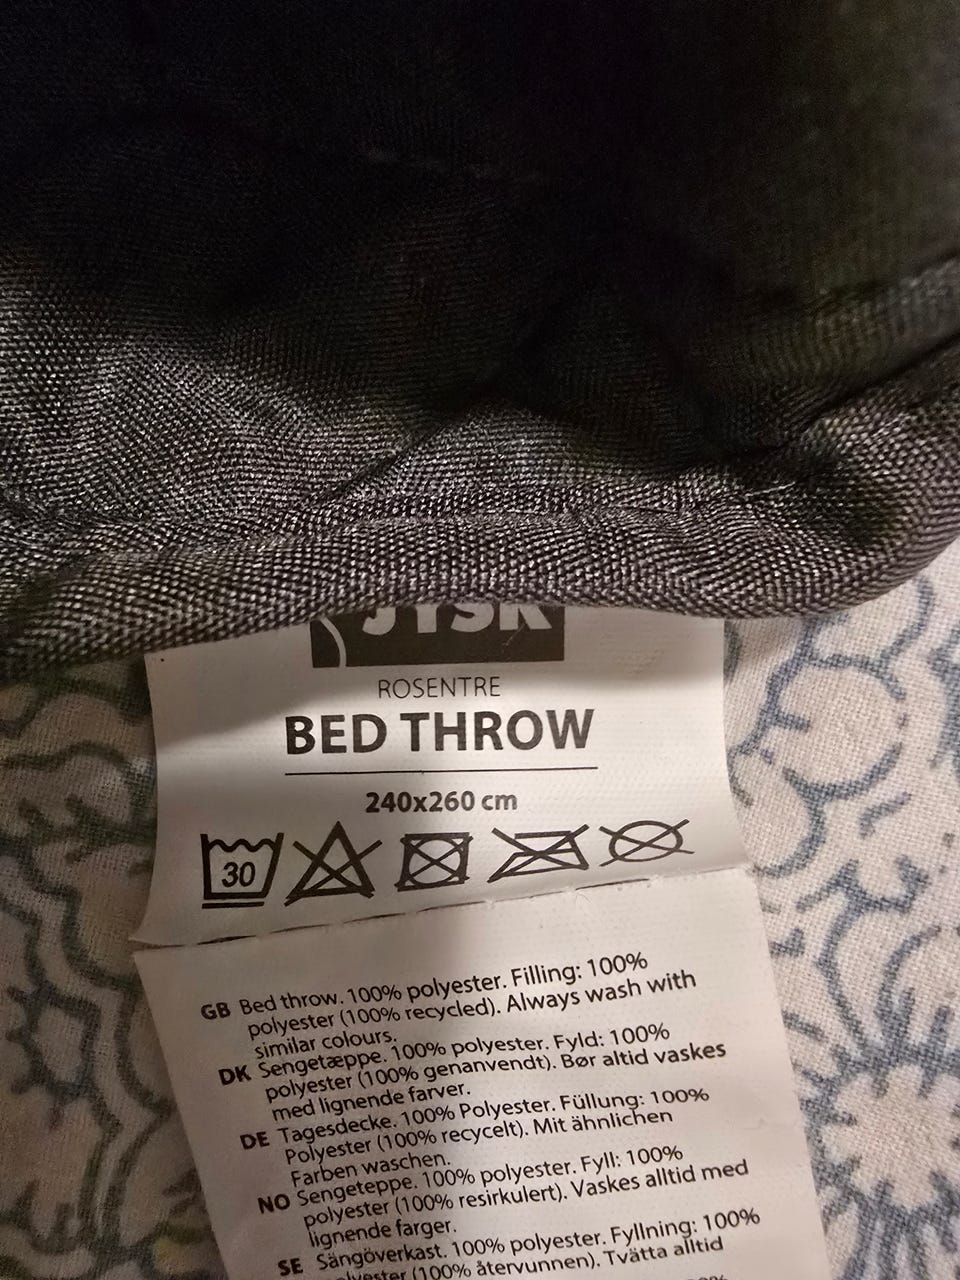 JYSK
ROSENTRE
BED THROW
240x260 cm
30
GB Bed throw. 100% polyester. Filling: 100%
polyester (100% recycled). Always wash with
similar colours.
DK Sengetæppe. 100% polyester. Fyld: 100%
polyester (100% genanvendt). Bør altid vaskes
med lignende farver.
DE Tagesdecke. 100% Polyester. Füllung: 100%
Polyester (100% recycelt). Mit ähnlichen
Farben waschen.
NO Sengeteppe. 100% polyester. Fyll: 100%
polyester (100% resirkulert). Vaskes alltid med
lignende farger.
SE Sängöverkast. 100% polyester. Fyllning: 100%
polyester (100% återvunnen). Tvätta alltid